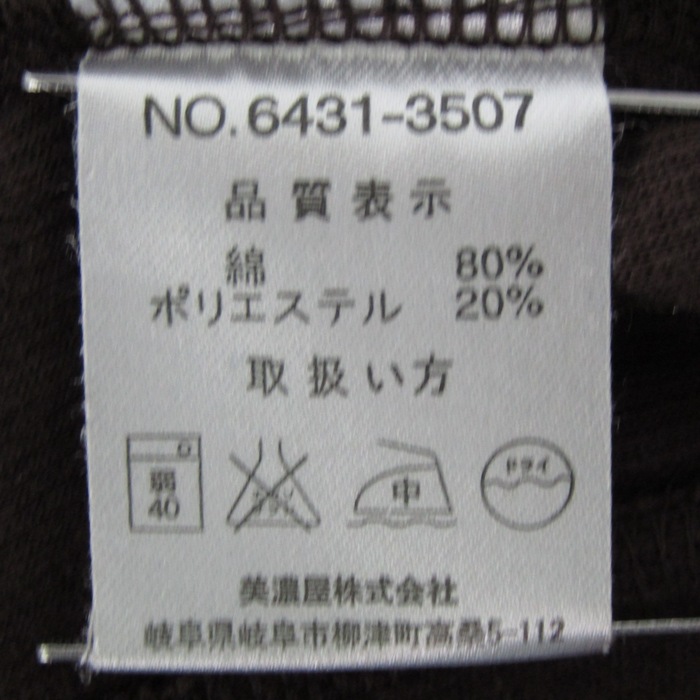 NO.6431-3507
品質表示
綿 80%
ポリエステル 20%
取扱い方
弱 中 ドライ
40
美濃屋株式会社
岐阜県岐阜市柳津町高桑5-112